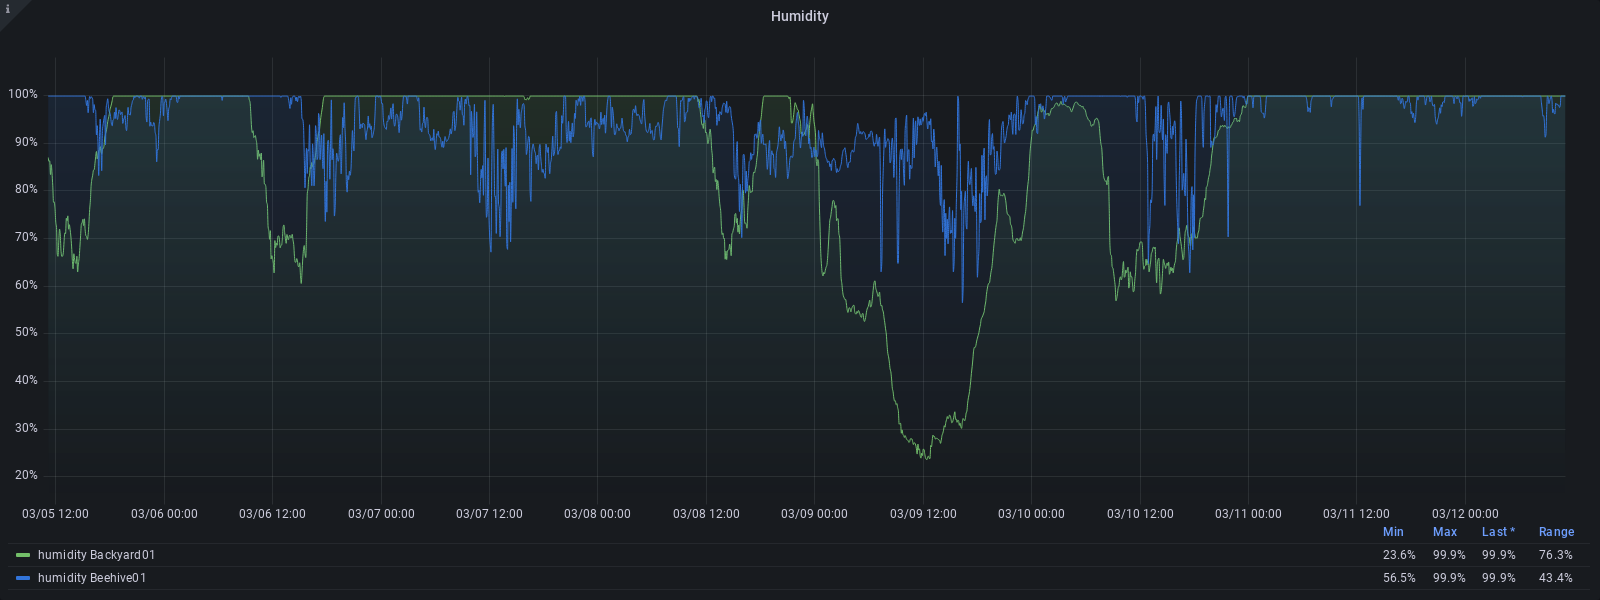 i
Humidity
100%
90%
80%
70%
60%
50%
40%
30%
20%
03/05 12:00 03/06 00:00 03/06 12:00 03/07 00:00 03/07 12:00 03/08 00:00 03/08 12:00 03/09 00:00 03/09 12:00 03/10 00:00 03/10 12:00 03/11 00:00 03/11 12:00 03/12 00:00
Min Max Last * Range
humidity Backyard01 23.6% 99.9% 99.9% 76.3%
humidity Beehive01 56.5% 99.9% 99.9% 43.4%